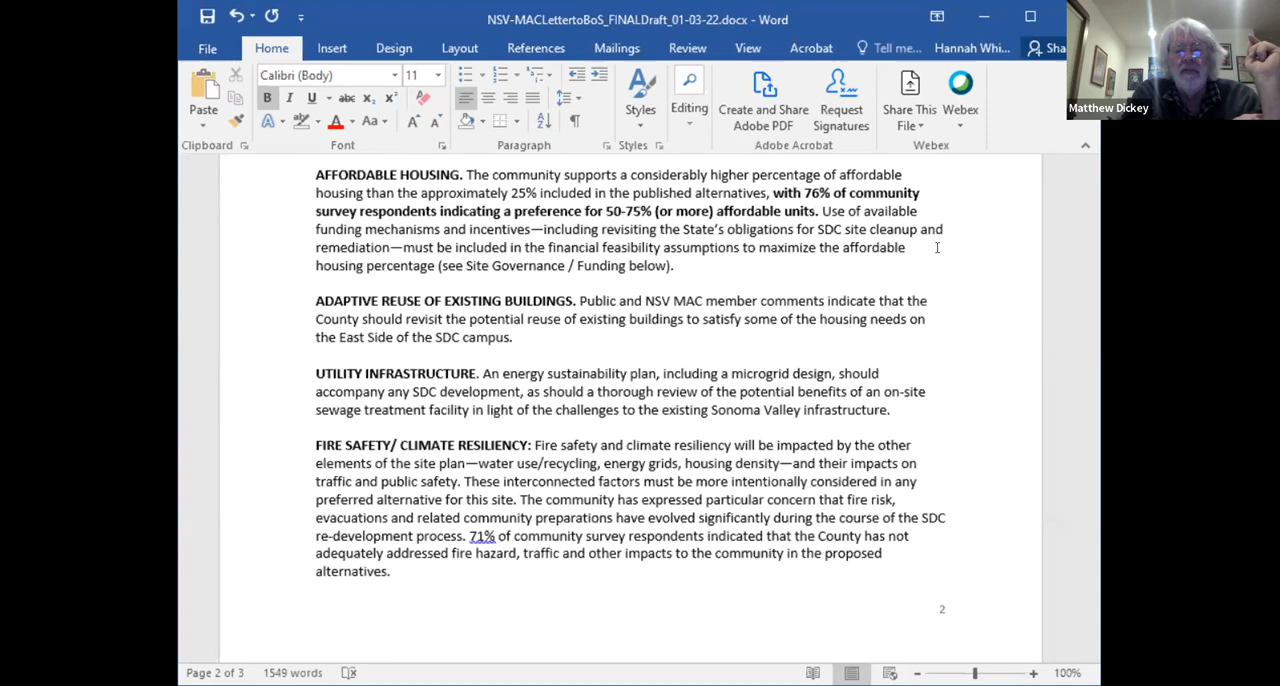 NSV-MACLettertoBoS_FINALDraft_01-03-22.docx - Word
File Home Insert Design Layout References Mailings Review View Acrobat Tell me... Hannah Whi... Sha
Matthew Dickey
Calibri (Body) 11
Paste
Styles
Editing
Create and Share Adobe PDF
Request Signatures
Share This File
Webex
Clipboard Font Paragraph Styles Adobe Acrobat Webex
AFFORDABLE HOUSING. The community supports a considerably higher percentage of affordable
housing than the approximately 25% included in the published alternatives, with 76% of community
survey respondents indicating a preference for 50-75% (or more) affordable units. Use of available
funding mechanisms and incentives—including revisiting the State's obligations for SDC site cleanup and
remediation—must be included in the financial feasibility assumptions to maximize the affordable
housing percentage (see Site Governance / Funding below).
ADAPTIVE REUSE OF EXISTING BUILDINGS. Public and NSV MAC member comments indicate that the
County should revisit the potential reuse of existing buildings to satisfy some of the housing needs on
the East Side of the SDC campus.
UTILITY INFRASTRUCTURE. An energy sustainability plan, including a microgrid design, should
accompany any SDC development, as should a thorough review of the potential benefits of an on-site
sewage treatment facility in light of the challenges to the existing Sonoma Valley infrastructure.
FIRE SAFETY/ CLIMATE RESILIENCY: Fire safety and climate resiliency will be impacted by the other
elements of the site plan—water use/recycling, energy grids, housing density—and their impacts on
traffic and public safety. These interconnected factors must be more intentionally considered in any
preferred alternative for this site. The community has expressed particular concern that fire risk,
evacuations and related community preparations have evolved significantly during the course of the SDC
re-development process. 71% of community survey respondents indicated that the County has not
adequately addressed fire hazard, traffic and other impacts to the community in the proposed
alternatives.
2
Page 2 of 3 1549 words 100%